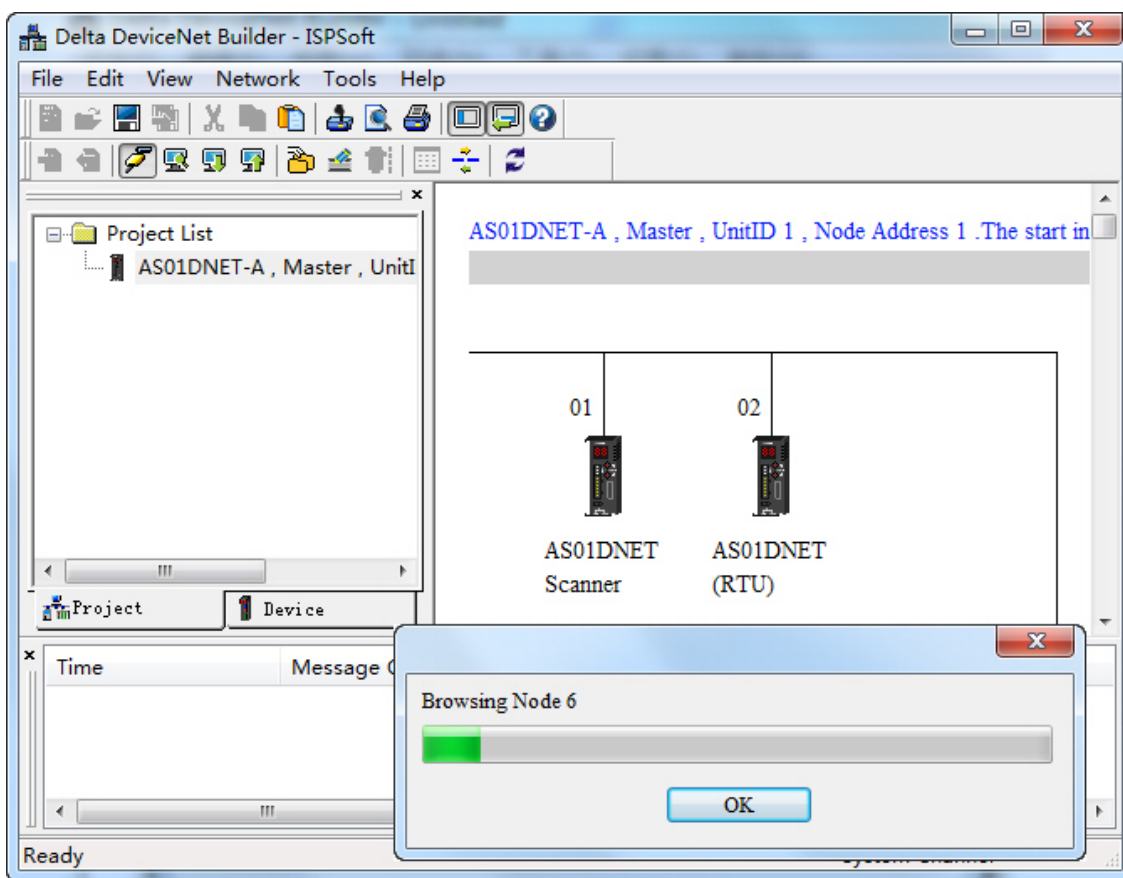 Delta DeviceNet Builder - ISPSoft
File Edit View Network Tools Help
Project List
AS01DNET-A , Master , UnitI
Project
Device
AS01DNET-A , Master , UnitID 1 , Node Address 1 .The start in
01
02
AS01DNET
Scanner
AS01DNET
(RTU)
Time
Message
Browsing Node 6
OK
Ready